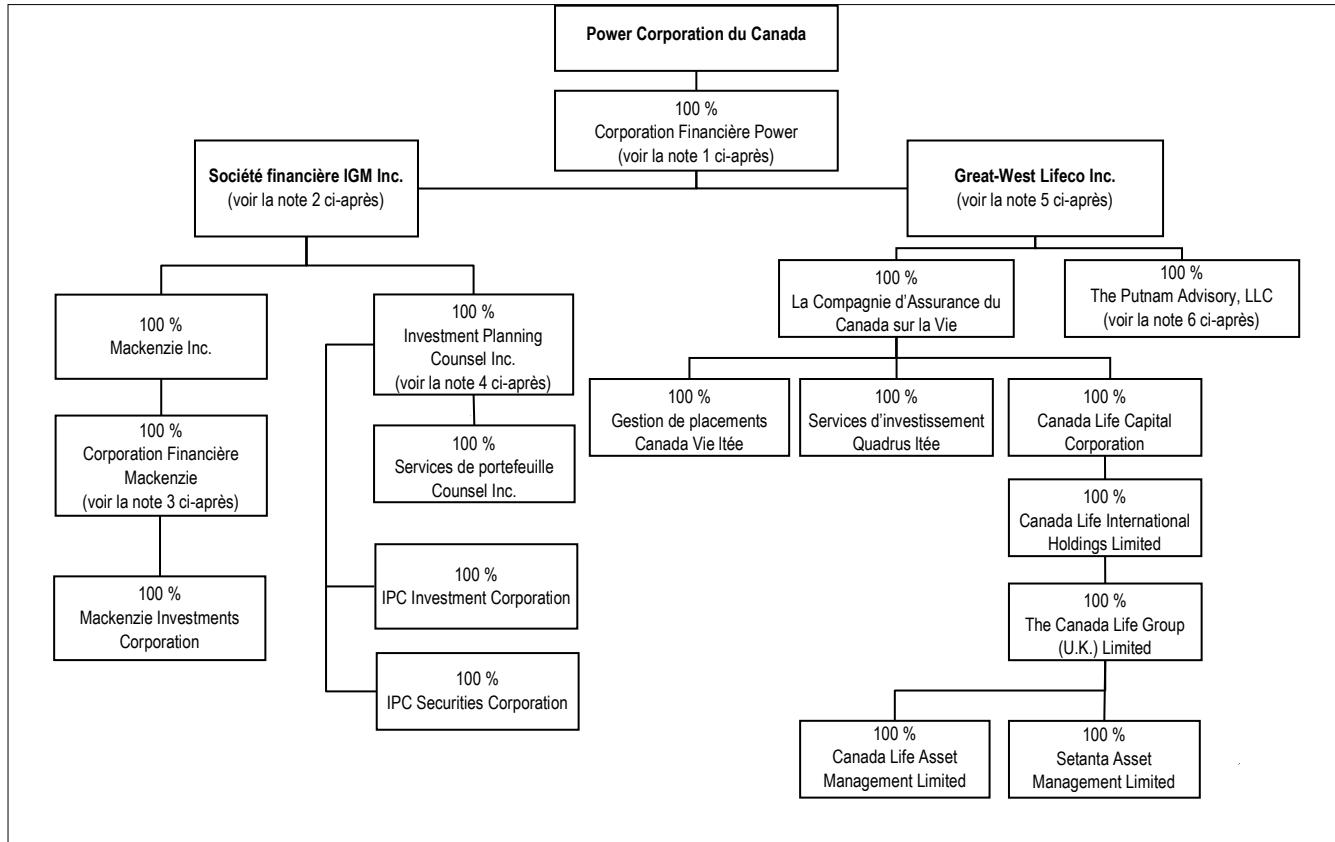 Power Corporation du Canada
100 %
Corporation Financière Power
(voir la note 1 ci-après)
Société financière IGM Inc.
(voir la note 2 ci-après)
Great-West Lifeco Inc.
(voir la note 5 ci-après)
100 %
Mackenzie Inc.
100 %
Investment Planning
Counsel Inc.
(voir la note 4 ci-après)
100 %
La Compagnie d'Assurance du
Canada sur la Vie
100 %
The Putnam Advisory, LLC
(voir la note 6 ci-après)
100 %
Corporation Financière
Mackenzie
(voir la note 3 ci-après)
100 %
Services de portefeuille
Counsel Inc.
100 %
Gestion de placements
Canada Vie ltée
100 %
Services d'investissement
Quadrus ltée
100 %
Canada Life Capital
Corporation
100 %
Canada Life International
Holdings Limited
100 %
Mackenzie Investments
Corporation
100 %
IPC Investment Corporation
100 %
The Canada Life Group
(U.K.) Limited
100 %
IPC Securities Corporation
100 %
Canada Life Asset
Management Limited
100 %
Setanta Asset
Management Limited